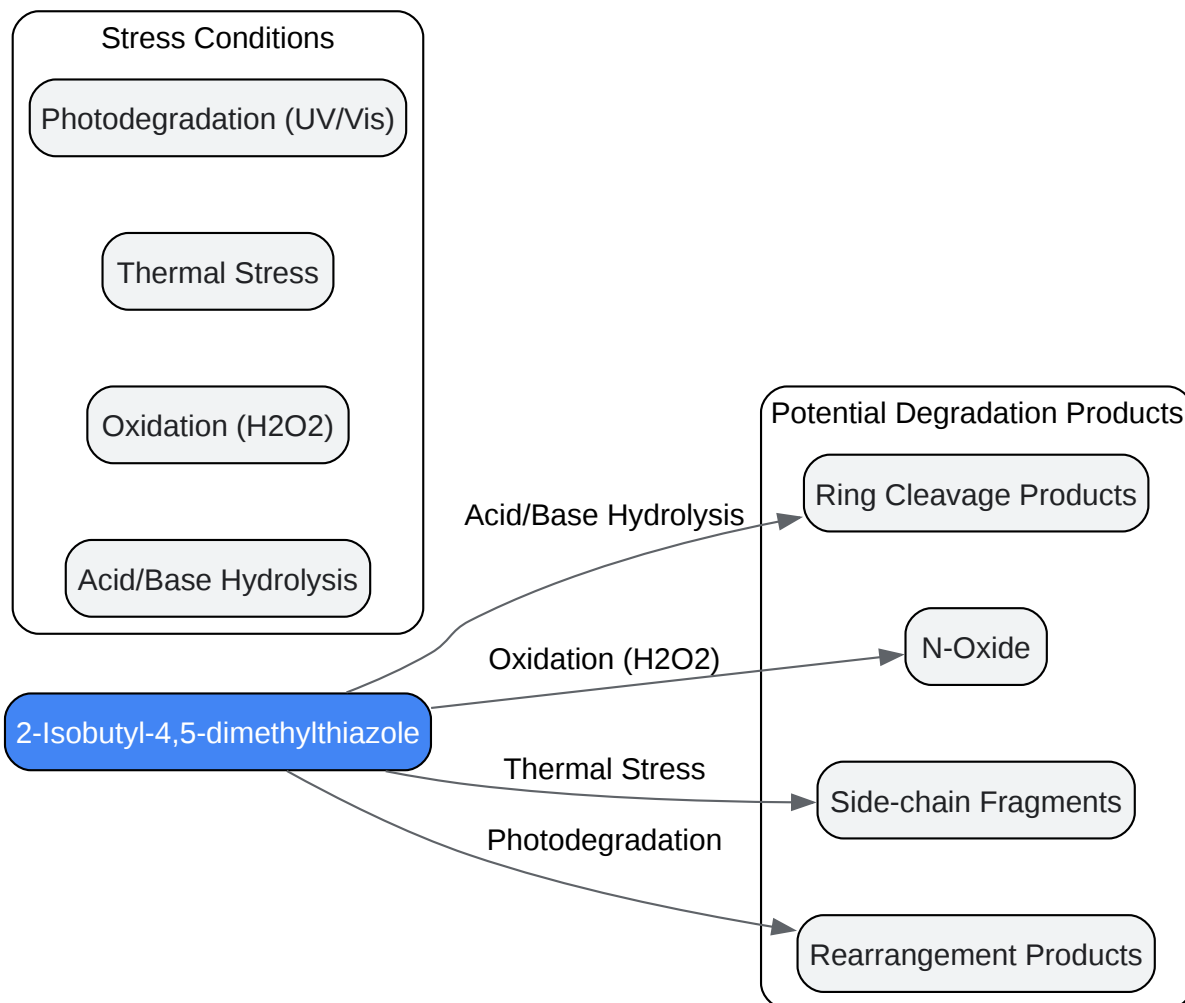 Stress Conditions
Photodegradation (UV/Vis)
Thermal Stress
Oxidation (H2O2)
Acid/Base Hydrolysis
2-Isobutyl-4,5-dimethylthiazole
Acid/Base Hydrolysis
Oxidation (H2O2)
Thermal Stress
Photodegradation
Potential Degradation Products
Ring Cleavage Products
N-Oxide
Side-chain Fragments
Rearrangement Products